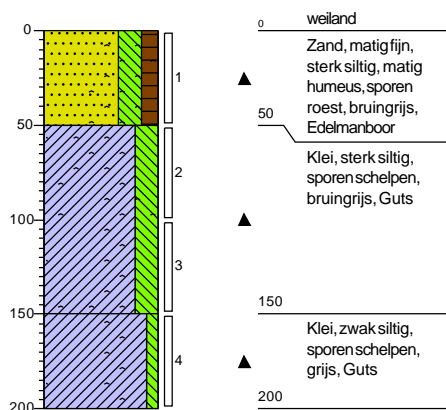 0
50
100
150
200
1
2
3
4
0
weiland
Zand, matig fijn,
sterk siltig, matig
humeus, sporen
roest, bruingrijs,
Edelmanboor
50
Klei, sterk siltig,
sporen schelpen,
bruingrijs, Guts
150
Klei, zwak siltig,
sporen schelpen,
grijs, Guts
200